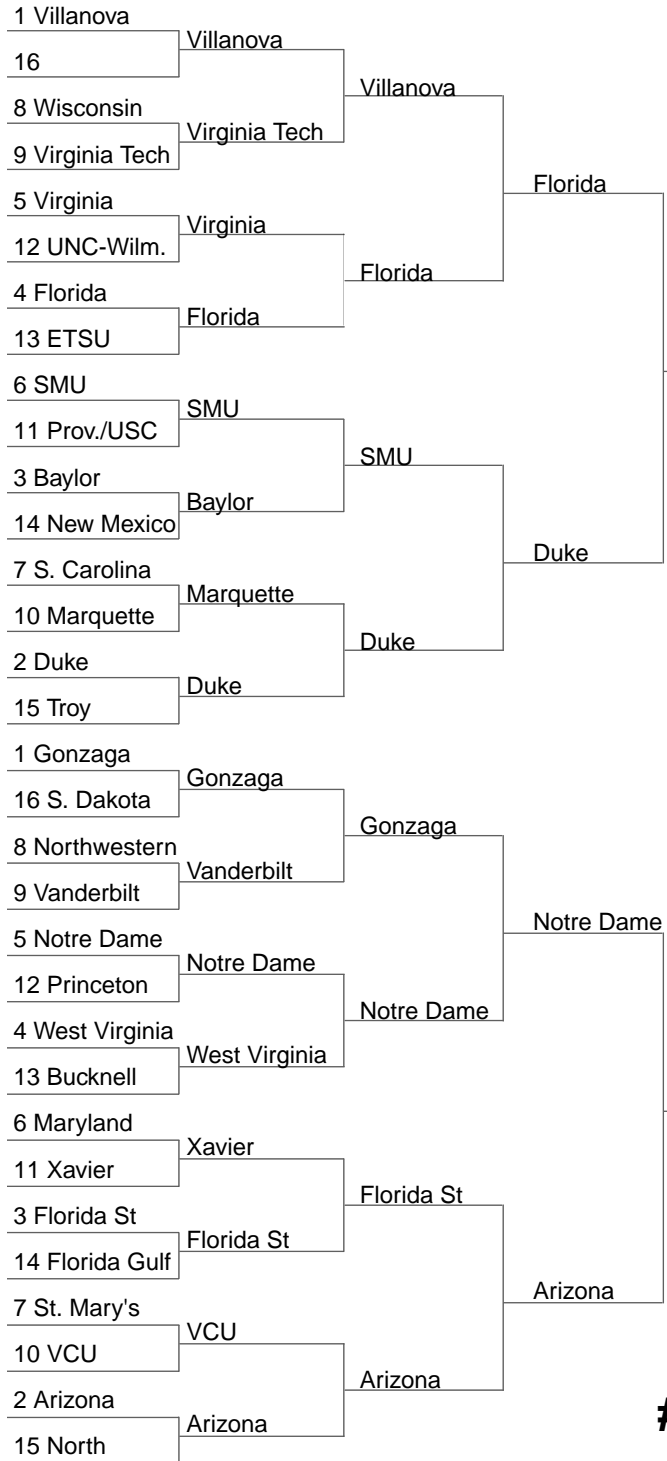 1 Villanova
16
8 Wisconsin
9 Virginia Tech
5 Virginia
12 UNC-Wilm.
4 Florida
13 ETSU
6 SMU
11 Prov./USC
3 Baylor
14 New Mexico
7 S. Carolina
10 Marquette
2 Duke
15 Troy
1 Gonzaga
16 S. Dakota
8 Northwestern
9 Vanderbilt
5 Notre Dame
12 Princeton
4 West Virginia
13 Bucknell
6 Maryland
11 Xavier
3 Florida St
14 Florida Gulf
7 St. Mary's
10 VCU
2 Arizona
15 North
Villanova
Virginia Tech
Virginia
Florida
SMU
Baylor
Marquette
Duke
Gonzaga
Vanderbilt
Notre Dame
West Virginia
Xavier
Florida St
VCU
Arizona
Villanova
Florida
SMU
Duke
Gonzaga
Notre Dame
Florida St
Arizona
Florida
Duke
Notre Dame
Arizona
#